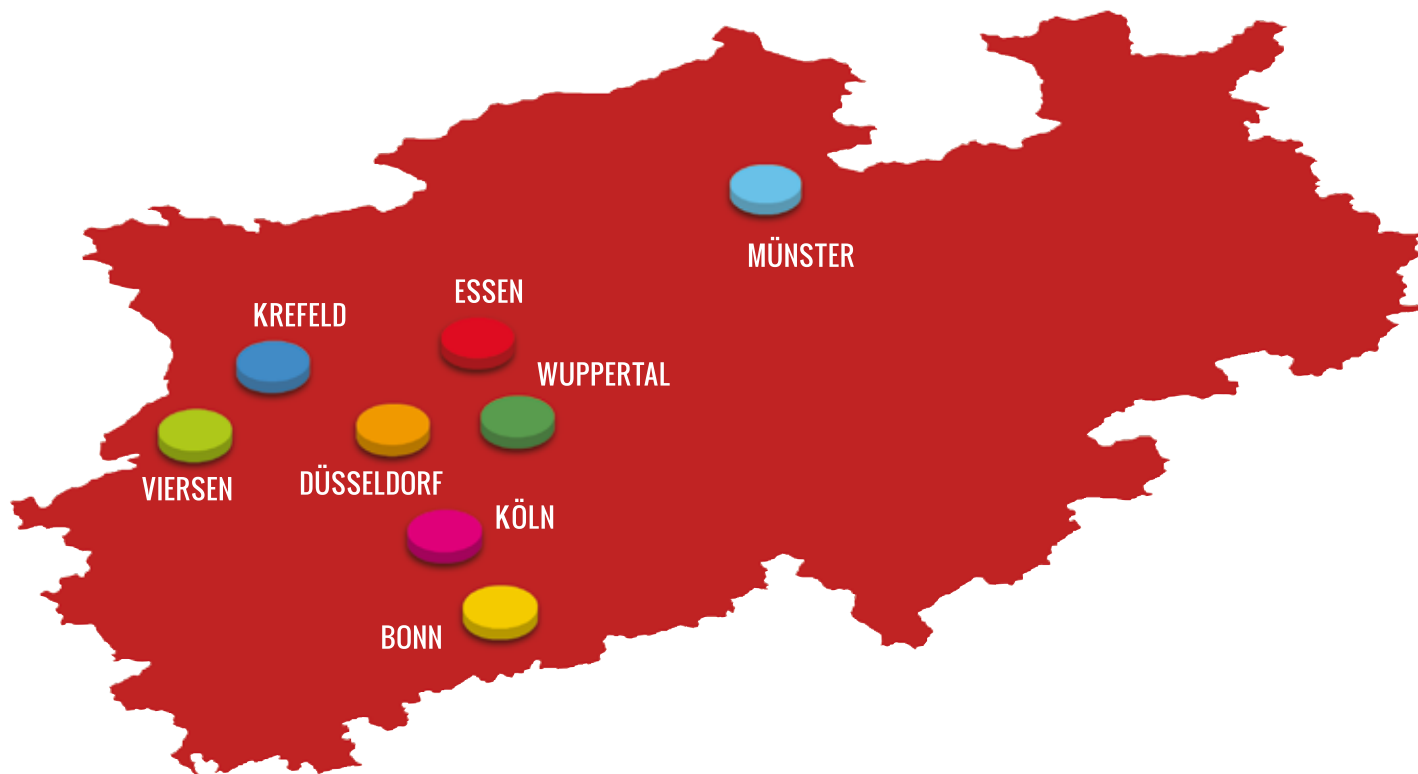 MÜNSTER
ESSEN
KREFELD
WUPPERTAL
DÜSSELDORF
VIERSEN
KÖLN
BONN